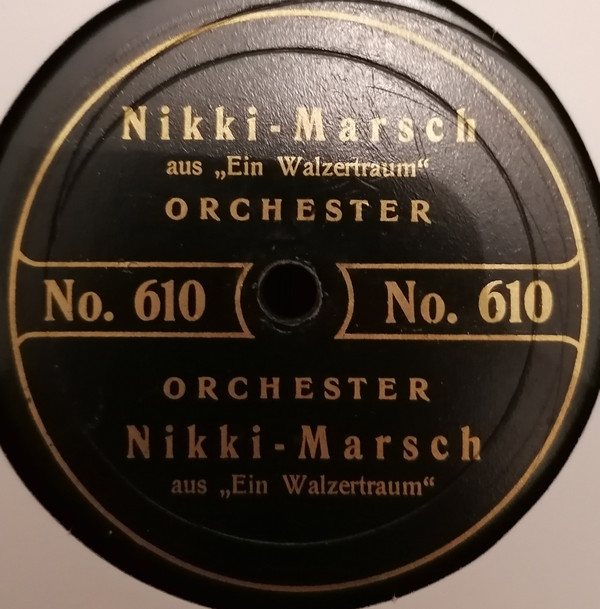 Nikki-Marsch
aus „Ein Walzertraum“
ORCHESTER
No. 610 No. 610
ORCHESTER
Nikki-Marsch
aus „Ein Walzertraum“